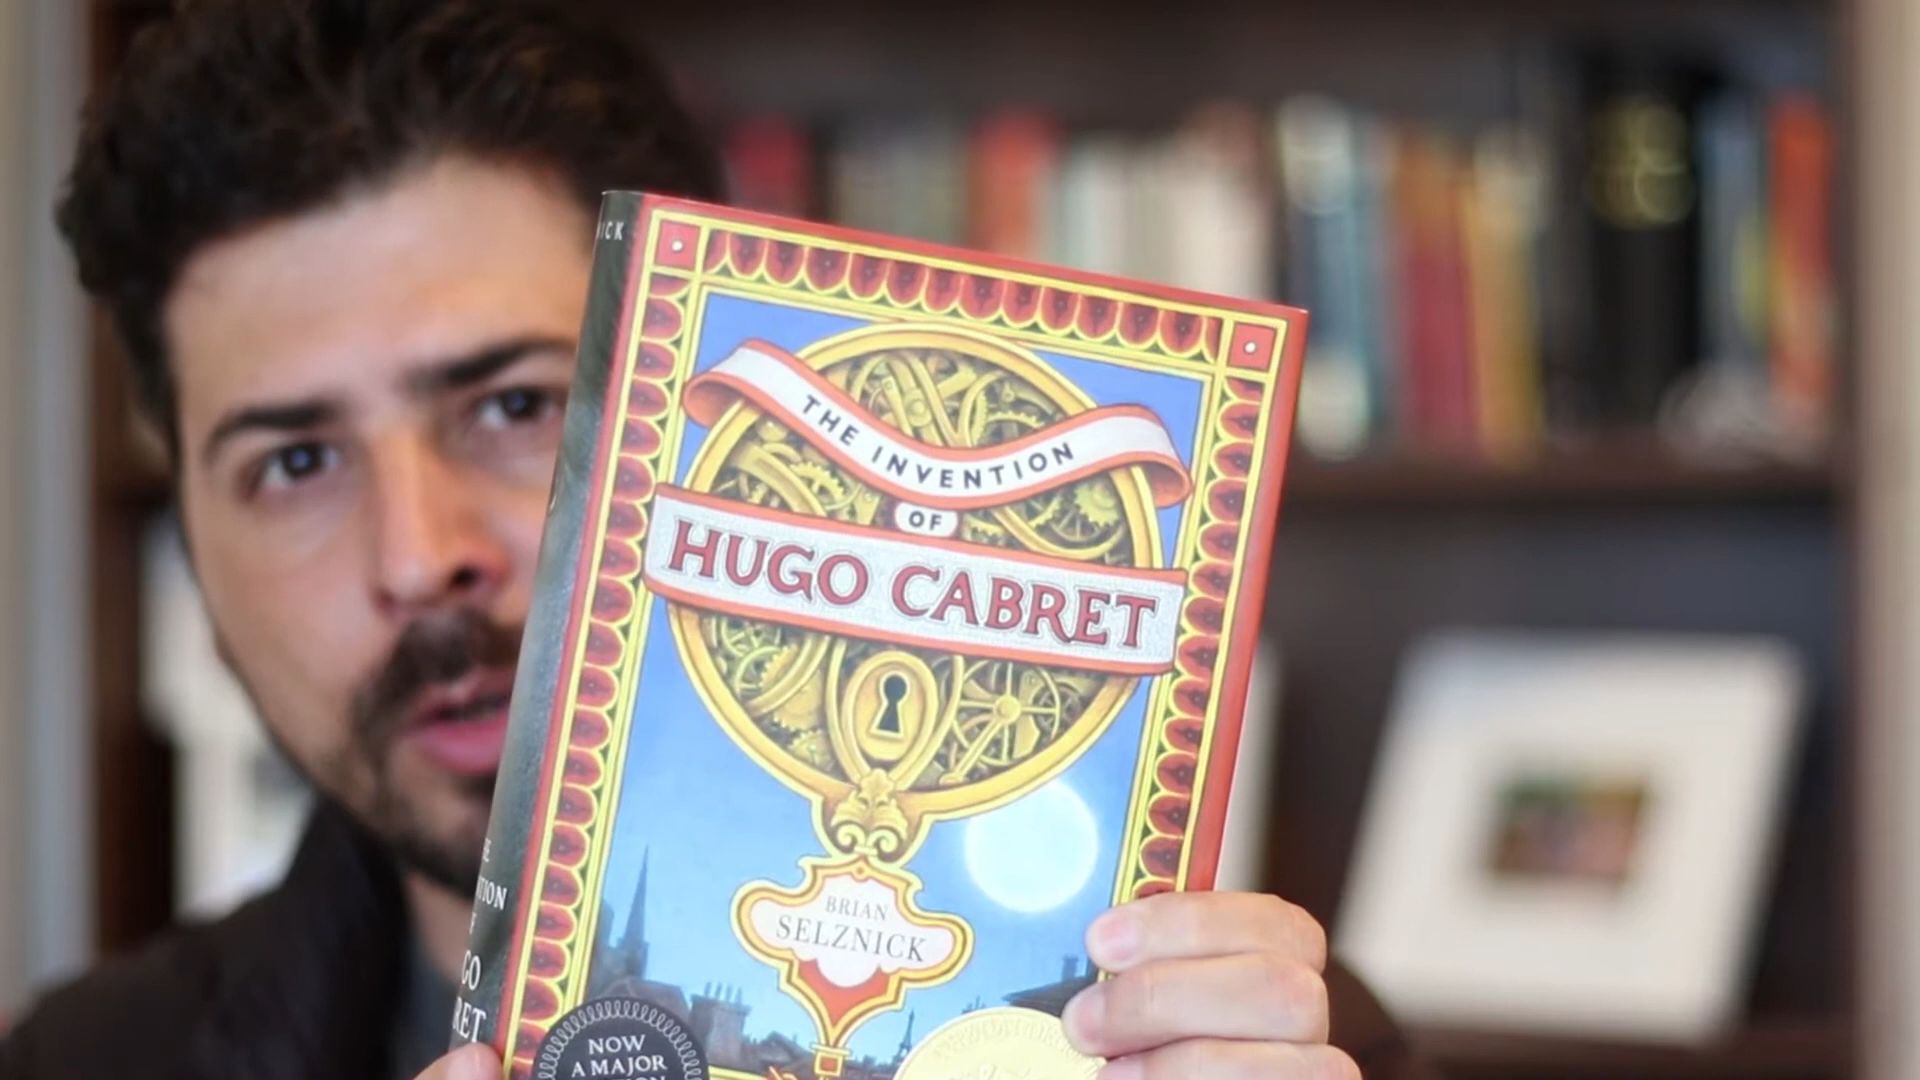 THE INVENTION
OF
HUGO CABRET
BRIAN
SELZNICK
NOW
A MAJOR